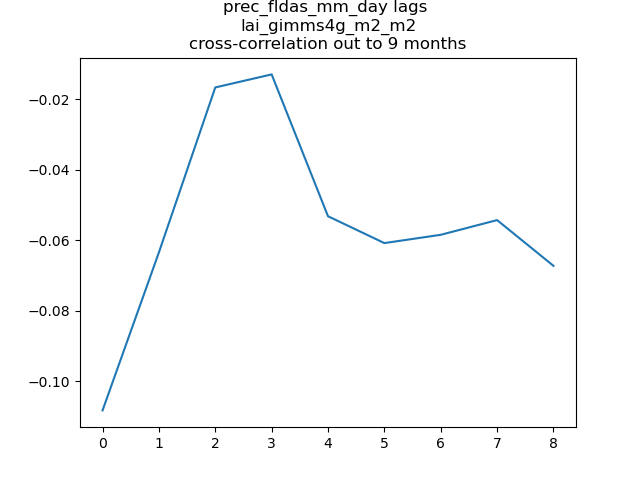 prec_fldas_mm_day lags
lai_gimms4g_m2_m2
cross-correlation out to 9 months
−0.02
−0.04
−0.06
−0.08
−0.10
0 1 2 3 4 5 6 7 8